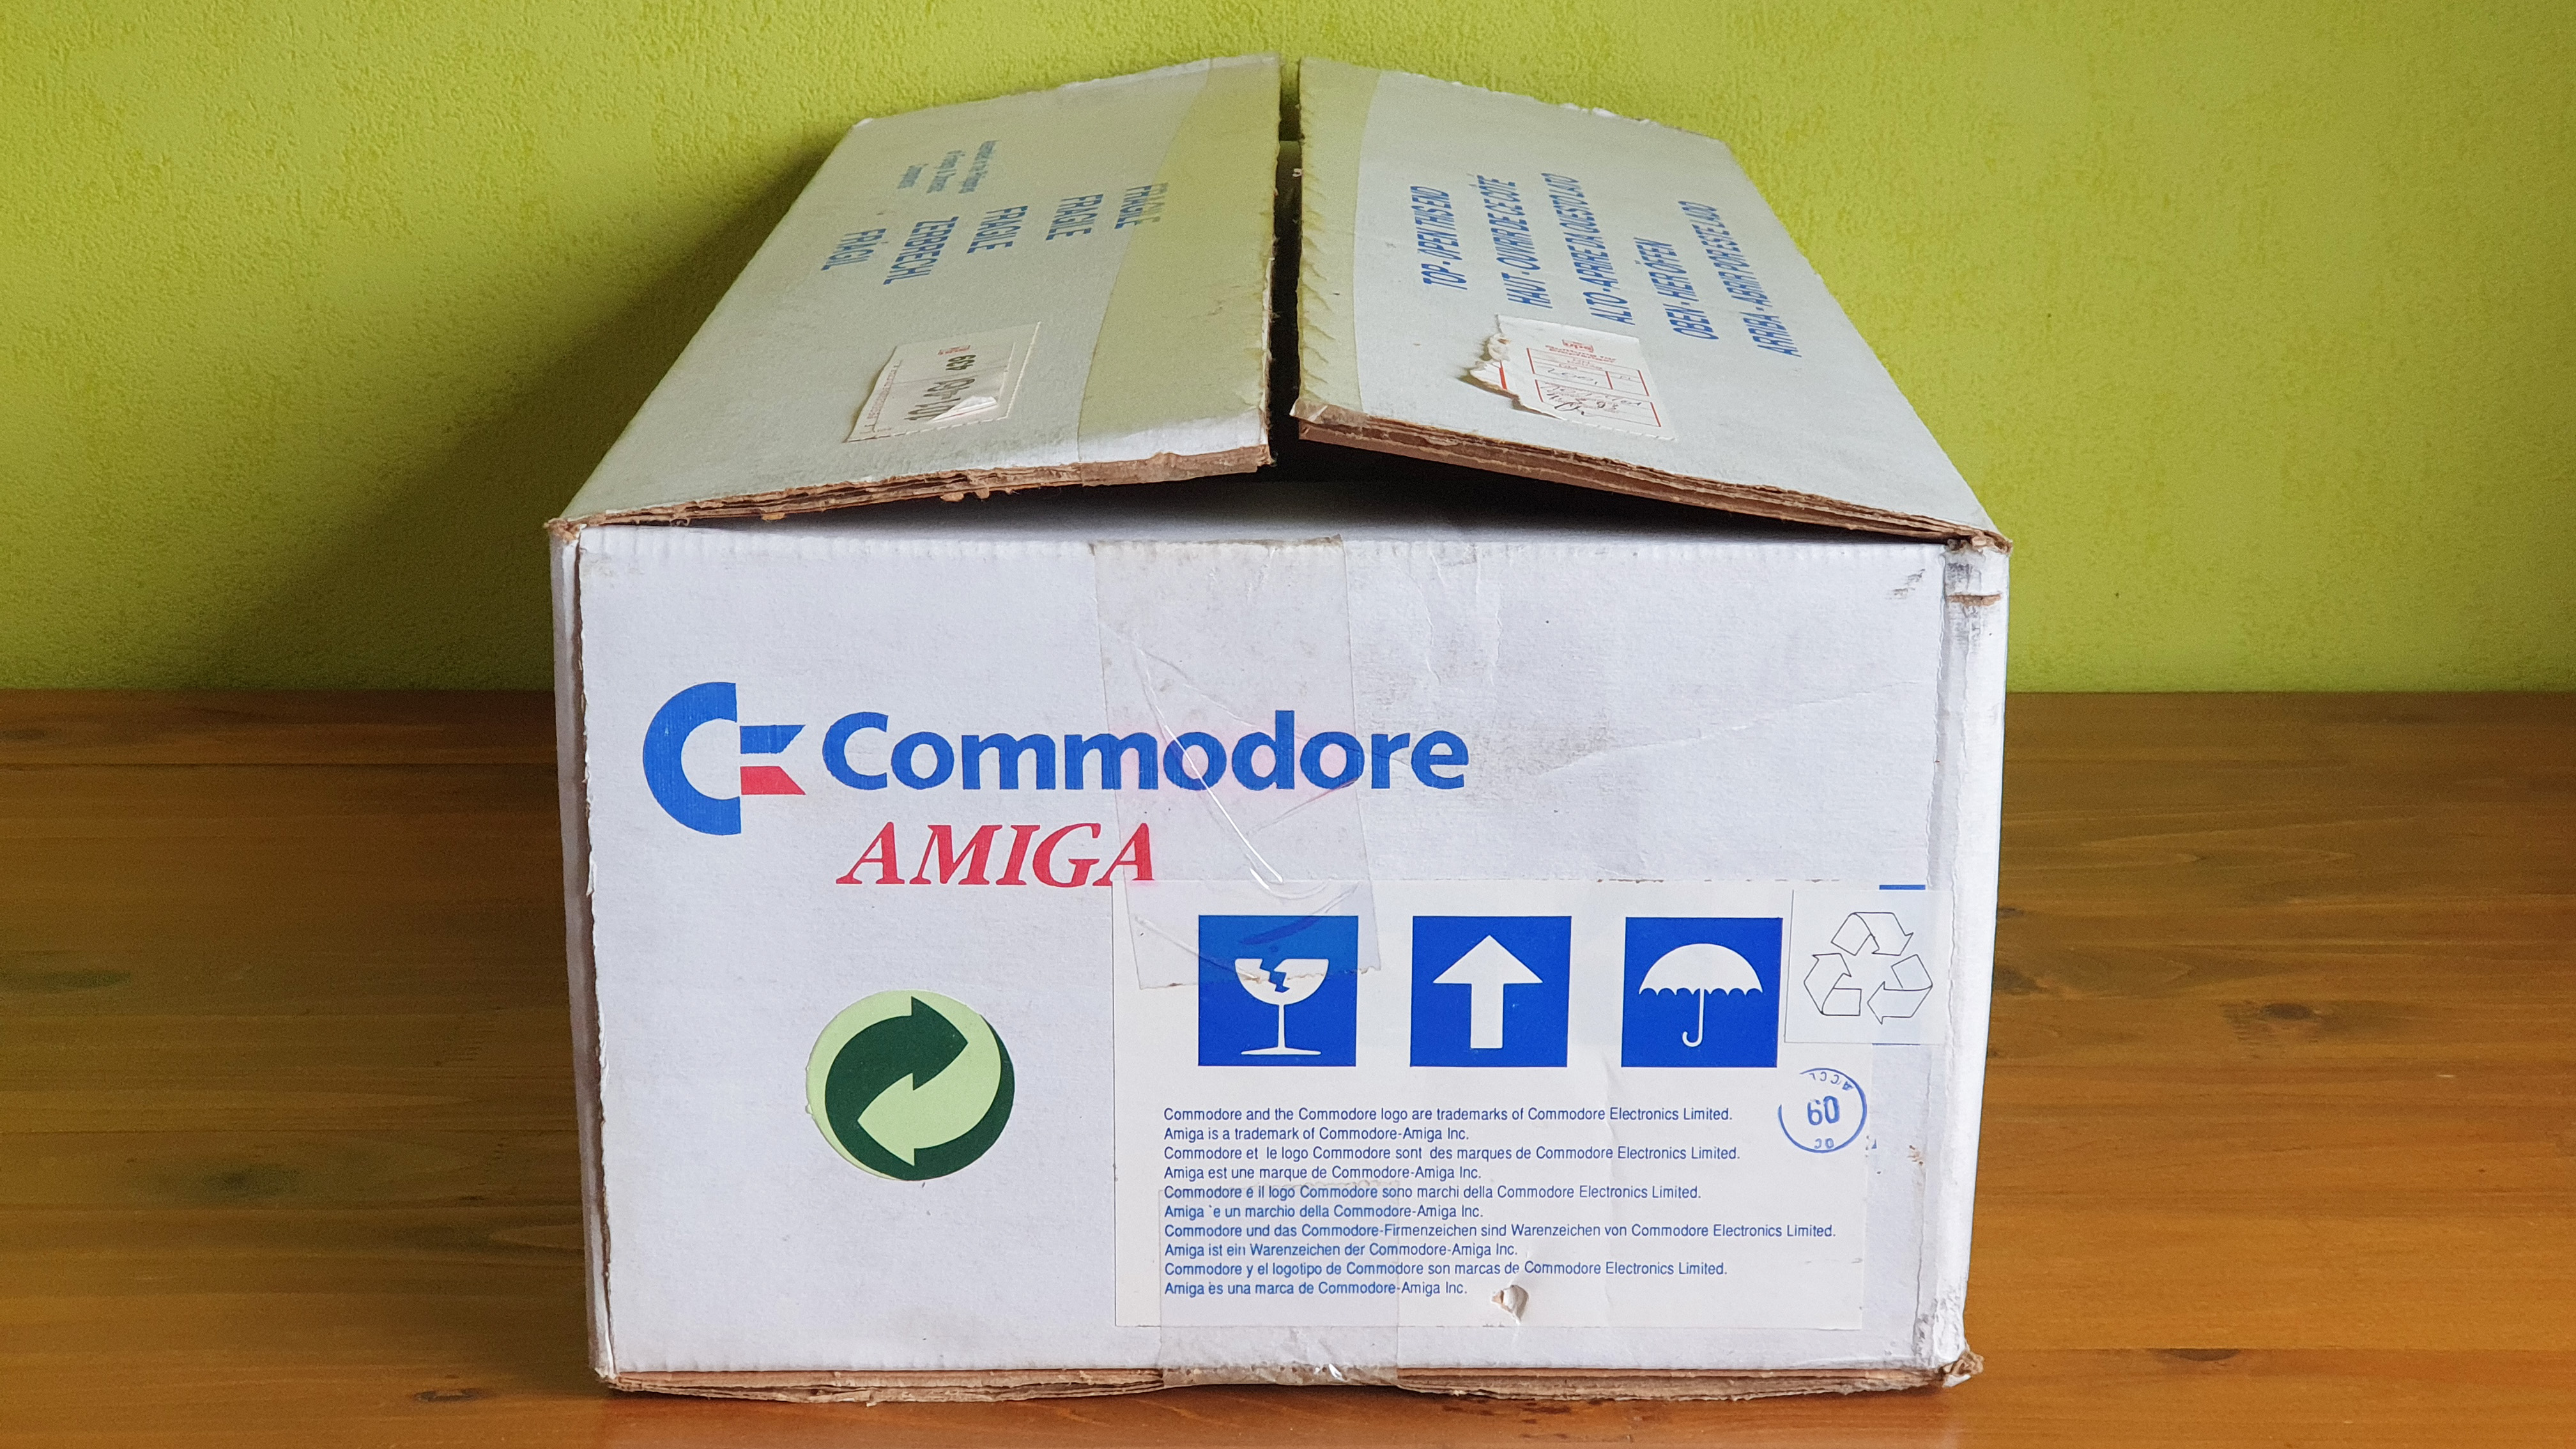 FRAGILE
FRAGILE
FRAGILE
ZERBRECHL
FRÁGIL
TOP - OPEN THIS END
HAUT - OUVRIR DE CE CÔTÉ
ALTO - APRIRE DA QUESTO LATO
OBEN - HIER ÖFFEN
ARRIBA - ABRIR POR ESTE LADO
Commodore
AMIGA
60
Commodore and the Commodore logo are trademarks of Commodore Electronics Limited.
Amiga is a trademark of Commodore-Amiga Inc.
Commodore et le logo Commodore sont des marques de Commodore Electronics Limited.
Amiga est une marque de Commodore-Amiga Inc.
Commodore é il logo Commodore sono marchi della Commodore Electronics Limited.
Amiga `e un marchio della Commodore-Amiga Inc.
Commodore und das Commodore-Firmenzeichen sind Warenzeichen von Commodore Electronics Limited.
Amiga ist ein Warenzeichen der Commodore-Amiga Inc.
Commodore y el logotipo de Commodore son marcas de Commodore Electronics Limited.
Amiga es una marca de Commodore-Amiga Inc.